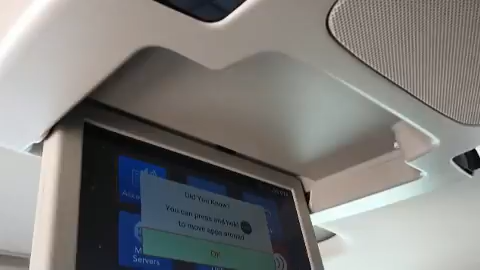 Did You Know?
You can press and hold
to move apps around
OK
Servers